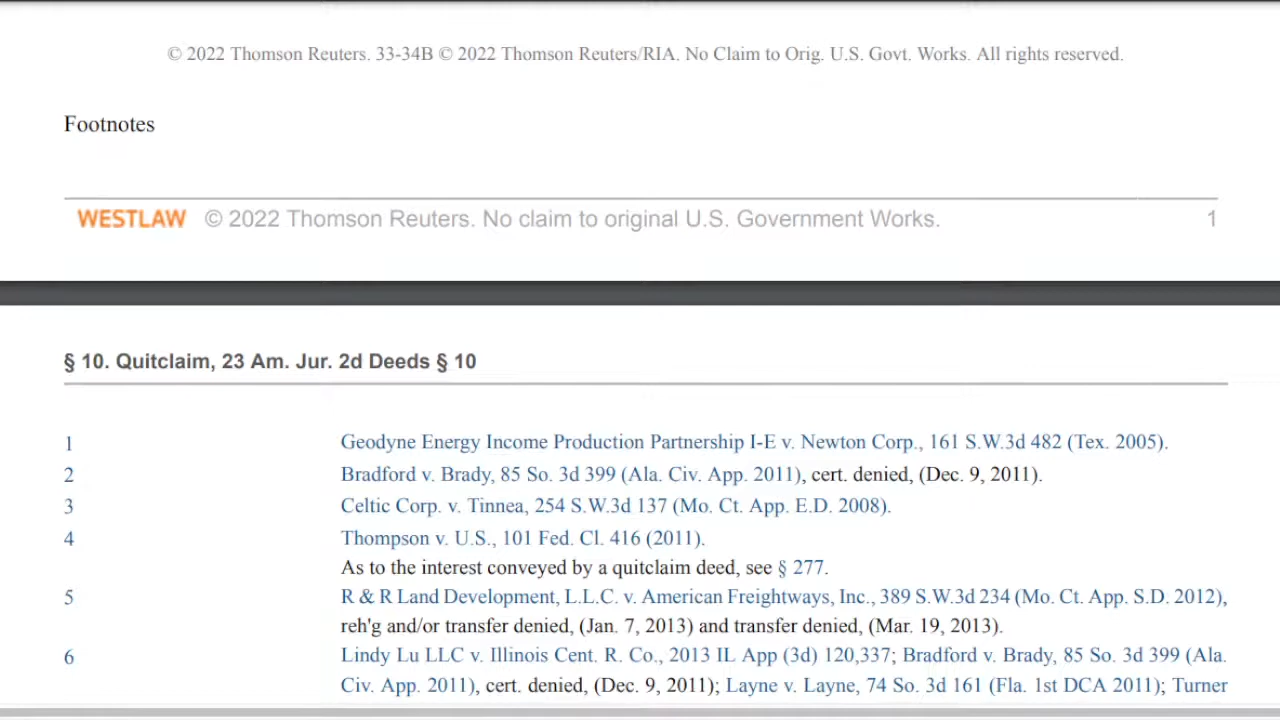 © 2022 Thomson Reuters. 33-34B © 2022 Thomson Reuters/RIA. No Claim to Orig. U.S. Govt. Works. All rights reserved.
Footnotes
WESTLAW © 2022 Thomson Reuters. No claim to original U.S. Government Works. 1
§ 10. Quitclaim, 23 Am. Jur. 2d Deeds § 10
1 Geodyne Energy Income Production Partnership I-E v. Newton Corp., 161 S.W.3d 482 (Tex. 2005).
2 Bradford v. Brady, 85 So. 3d 399 (Ala. Civ. App. 2011), cert. denied, (Dec. 9, 2011).
3 Celtic Corp. v. Tinnea, 254 S.W.3d 137 (Mo. Ct. App. E.D. 2008).
4 Thompson v. U.S., 101 Fed. Cl. 416 (2011).
As to the interest conveyed by a quitclaim deed, see § 277.
5 R & R Land Development, L.L.C. v. American Freightways, Inc., 389 S.W.3d 234 (Mo. Ct. App. S.D. 2012),
reh'g and/or transfer denied, (Jan. 7, 2013) and transfer denied, (Mar. 19, 2013).
6 Lindy Lu LLC v. Illinois Cent. R. Co., 2013 IL App (3d) 120,337; Bradford v. Brady, 85 So. 3d 399 (Ala.
Civ. App. 2011), cert. denied, (Dec. 9, 2011); Layne v. Layne, 74 So. 3d 161 (Fla. 1st DCA 2011); Turner